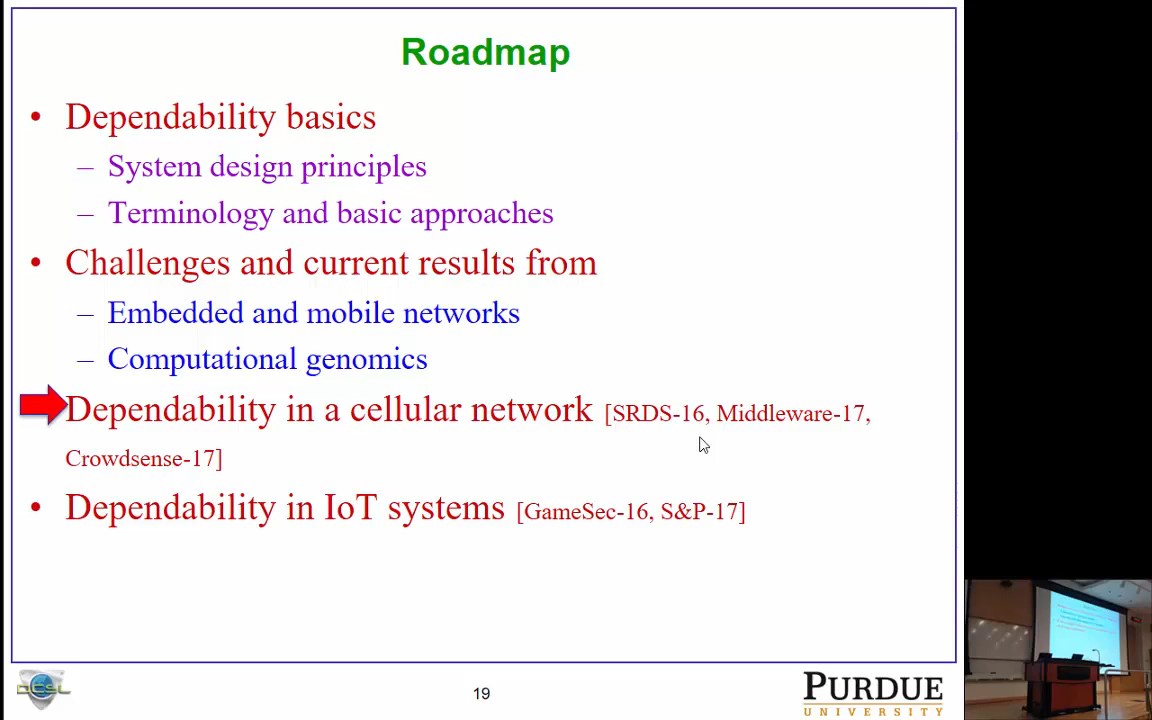 Roadmap
• Dependability basics
– System design principles
– Terminology and basic approaches
• Challenges and current results from
– Embedded and mobile networks
– Computational genomics
Dependability in a cellular network [SRDS-16, Middleware-17,
Crowdsense-17]
• Dependability in IoT systems [GameSec-16, S&P-17]
DCSL
19
PURDUE
UNIVERSITY